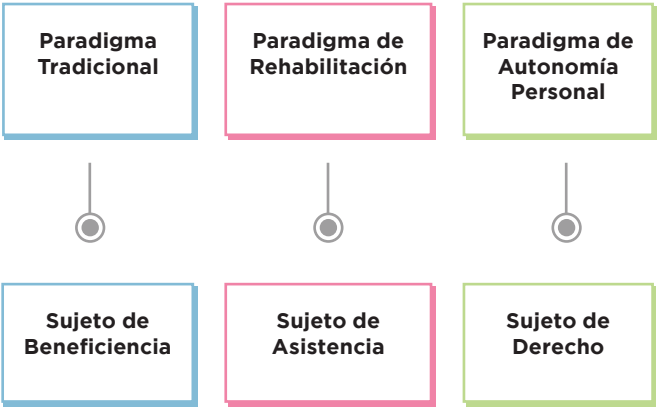 Paradigma
Tradicional
Paradigma de
Rehabilitación
Paradigma de
Autonomía
Personal
Sujeto de
Beneficiencia
Sujeto de
Asistencia
Sujeto de
Derecho